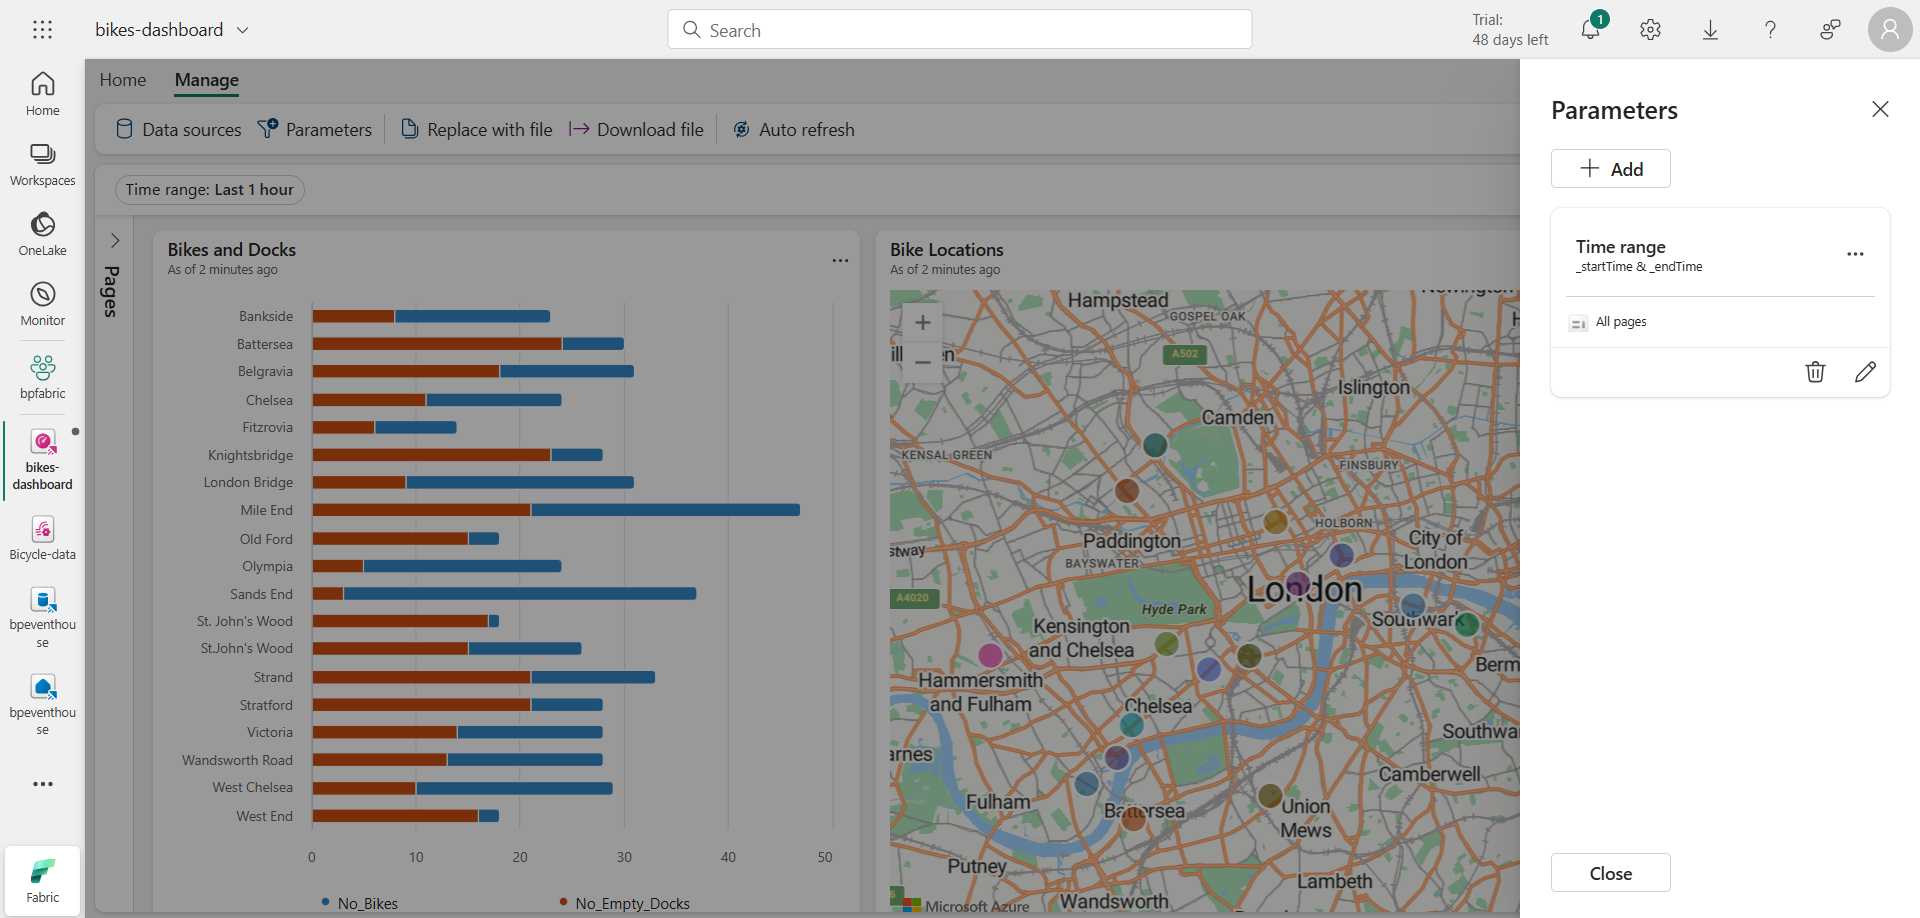 bikes-dashboard
Search
Trial:
48 days left
1
Home
Workspaces
OneLake
Monitor
bpfabric
bikes-
dashboard
Bicycle-data
bpeventhou
se
bpeventhou
se
Fabric
Home
Manage
Data sources
Parameters
Replace with file
Download file
Auto refresh
Time range: Last 1 hour
Pages
Bikes and Docks
As of 2 minutes ago
Bankside
Battersea
Belgravia
Chelsea
Fitzrovia
Knightsbridge
London Bridge
Mile End
Old Ford
Olympia
Sands End
St. John's Wood
St.John's Wood
Strand
Stratford
Victoria
Wandsworth Road
West Chelsea
West End
0 10 20 30 40 50
No_Bikes
No_Empty_Docks
Bike Locations
As of 2 minutes ago
Hampstead
GOSPEL OAK
A502
Islington
Camden
KENSAL GREEN
FINSBURY
HOLBORN
Paddington
City of
London
BAYSWATER
London
A4020
Hyde Park
Southwark
Kensington
and Chelsea
Hammersmith
and Fulham
Chelsea
Camberwell
Fulham
Battersea
Union
Mews
Putney
Lambeth
Wandsworth
Microsoft Azure
Parameters
Add
Time range
_startTime & _endTime
All pages
Close